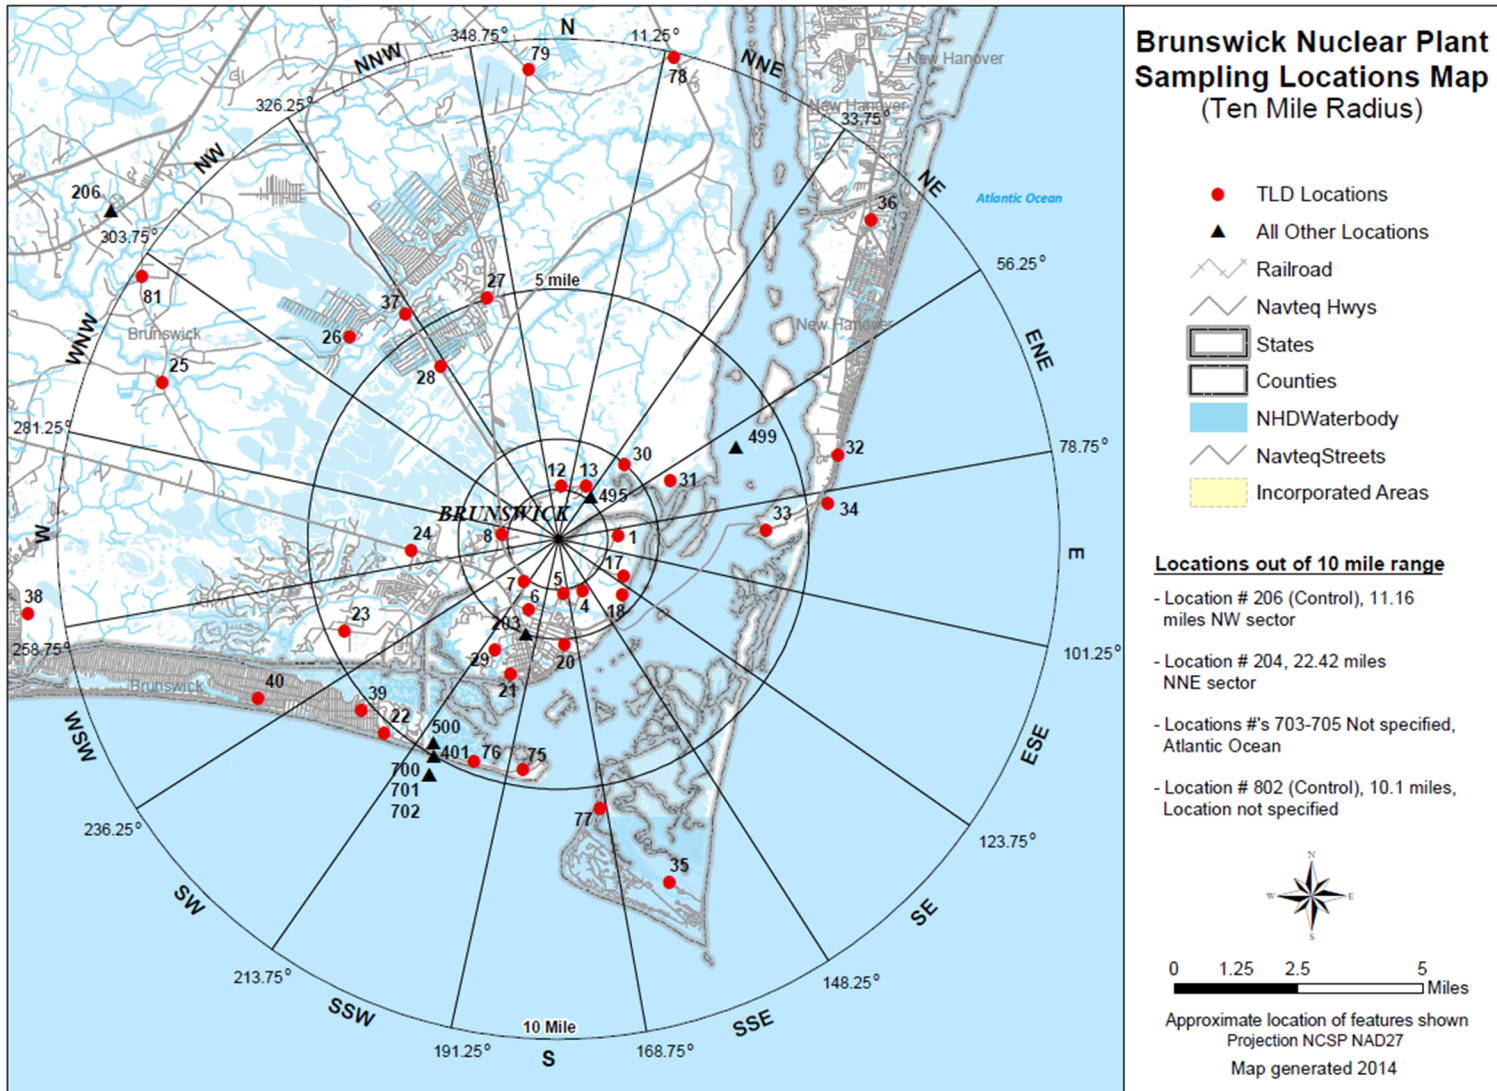 348.75°
N
11.25°
NNW
79
78
NNE
New Hanover
326.25°
New Hanover
33.75°
NW
NE
206
36
Atlantic Ocean
303.75°
56.25°
81
27
5 mile
37
WNW
Brunswick
26
New Hanover
ENE
25
28
281.25°
499
32
78.75°
30
12
13
31
495
BRUNSWICK
33
34
W
24
8
1
E
17
7
5
38
6
4
18
23
203
258.75°
20
101.25°
29
Brunswick
40
21
39
22
500
WSW
401
76
75
ESE
700
701
702
77
236.25°
123.75°
35
SW
SE
213.75°
148.25°
SSW
10 Mile
SSE
191.25°
S
168.75°
Brunswick Nuclear Plant
Sampling Locations Map
(Ten Mile Radius)
TLD Locations
All Other Locations
Railroad
Navteq Hwys
States
Counties
NHDWaterbody
NavteqStreets
Incorporated Areas
Locations out of 10 mile range
- Location # 206 (Control), 11.16
miles NW sector
- Location # 204, 22.42 miles
NNE sector
- Locations #'s 703-705 Not specified,
Atlantic Ocean
- Location # 802 (Control), 10.1 miles,
Location not specified
N
W
E
S
0 1.25 2.5 5
Miles
Approximate location of features shown
Projection NCSP NAD27
Map generated 2014